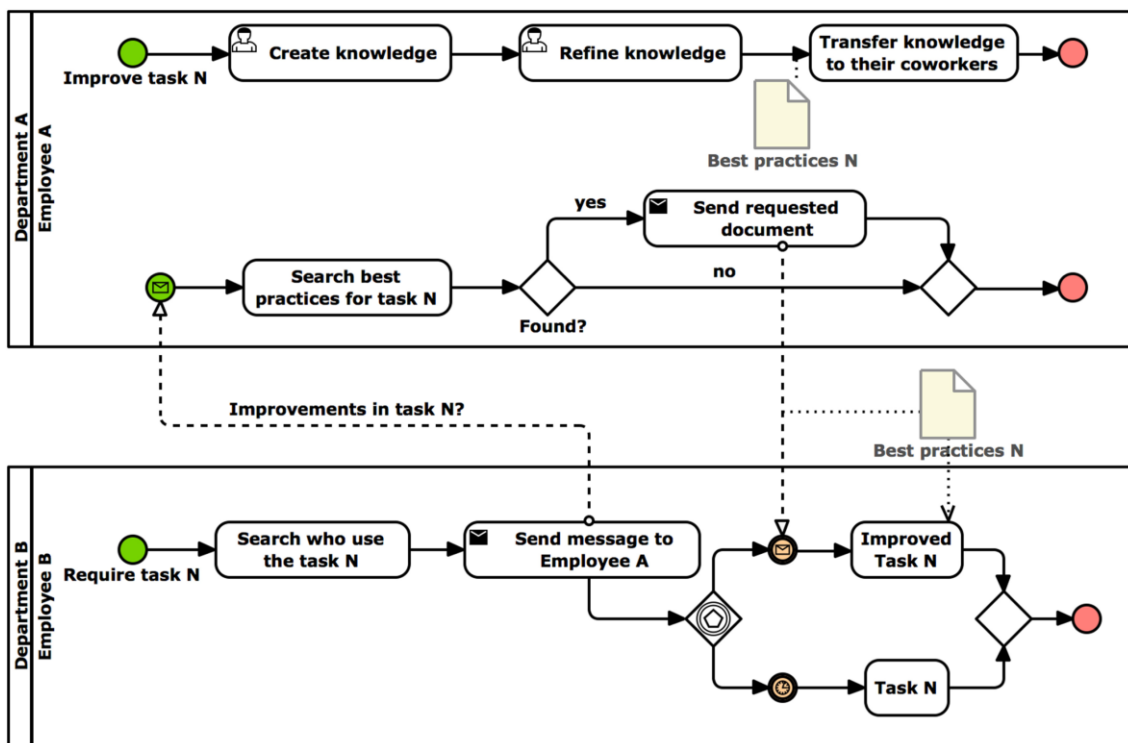 Department A
Employee A
Improve task N
Create knowledge
Refine knowledge
Transfer knowledge
to their coworkers
Best practices N
Search best
practices for task N
Found?
yes
Send requested
document
no
Improvements in task N?
Best practices N
Department B
Employee B
Require task N
Search who use
the task N
Send message to
Employee A
Improved
Task N
Task N